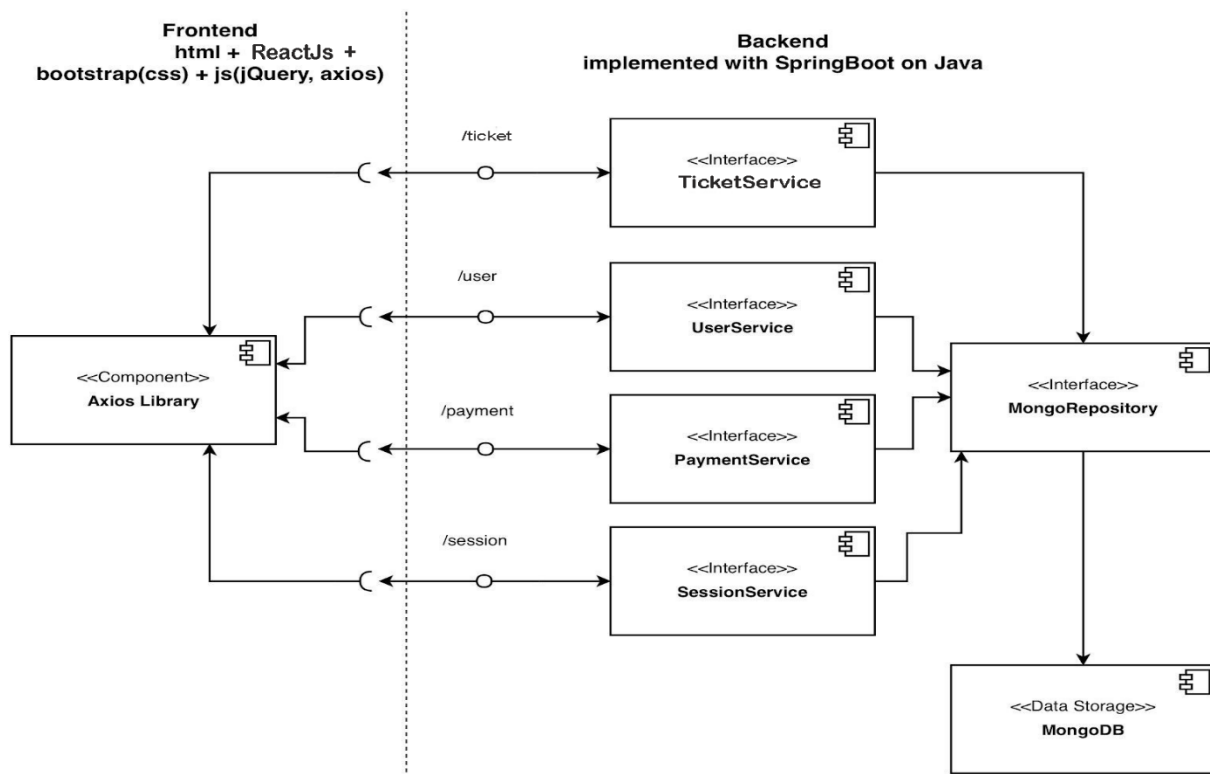 Frontend
html + ReactJs +
bootstrap(css) + js(jQuery, axios)
Backend
implemented with SpringBoot on Java
/ticket
<<Interface>>
TicketService
/user
<<Interface>>
UserService
<<Component>>
Axios Library
<<Interface>>
MongoRepository
/payment
<<Interface>>
PaymentService
/session
<<Interface>>
SessionService
<<Data Storage>>
MongoDB